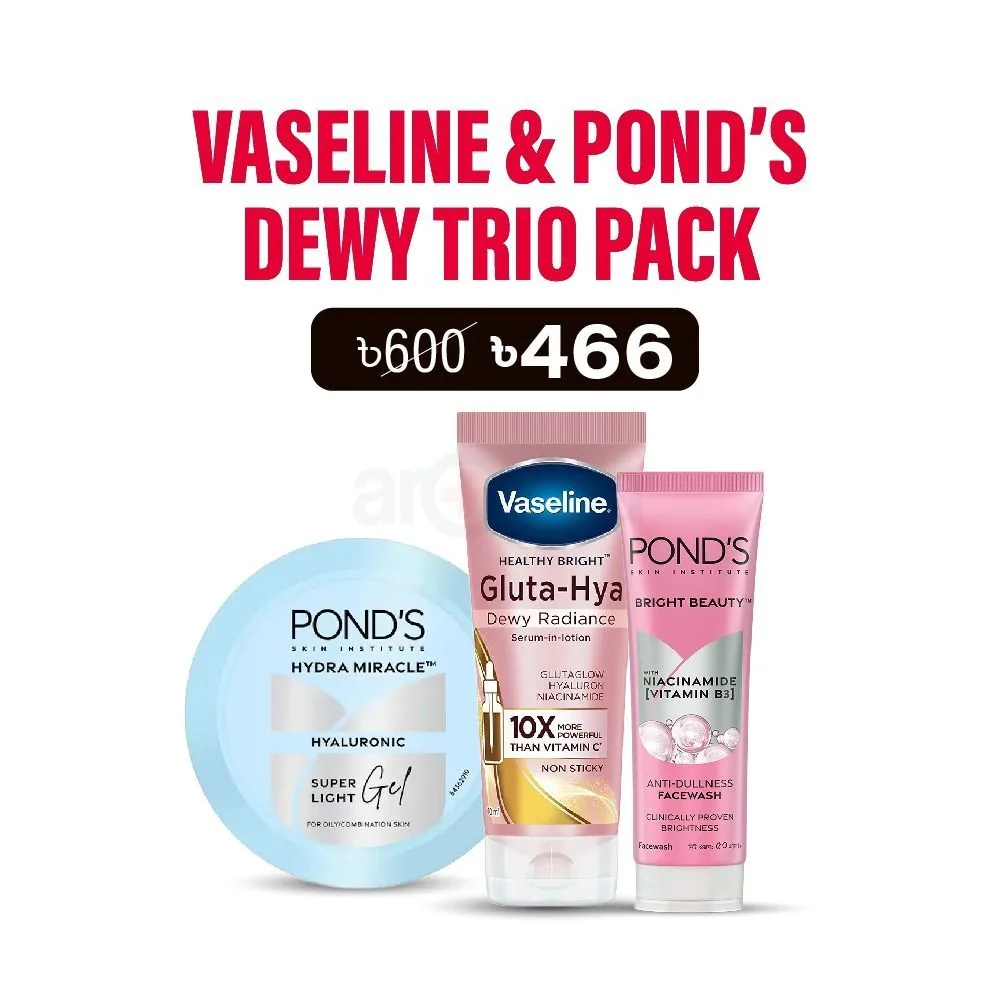 VASELINE & POND'S
DEWY TRIO PACK
৳600 ৳466
POND'S
SKIN INSTITUTE
HYDRA MIRACLE™
HYALURONIC
SUPER
LIGHT Gel
FOR OILY/COMBINATION SKIN
Vaseline
HEALTHY BRIGHT™
Gluta-Hya
Dewy Radiance
Serum-in-lotion
GLUTAGLOW
HYALURON
NIACINAMIDE
10X MORE
POWERFUL
THAN VITAMIN C*
NON STICKY
POND'S
SKIN INSTITUTE
BRIGHT BEAUTY™
WITH
NIACINAMIDE
[VITAMIN B3]
ANTI-DULLNESS
FACEWASH
CLINICALLY PROVEN
BRIGHTNESS
Facewash